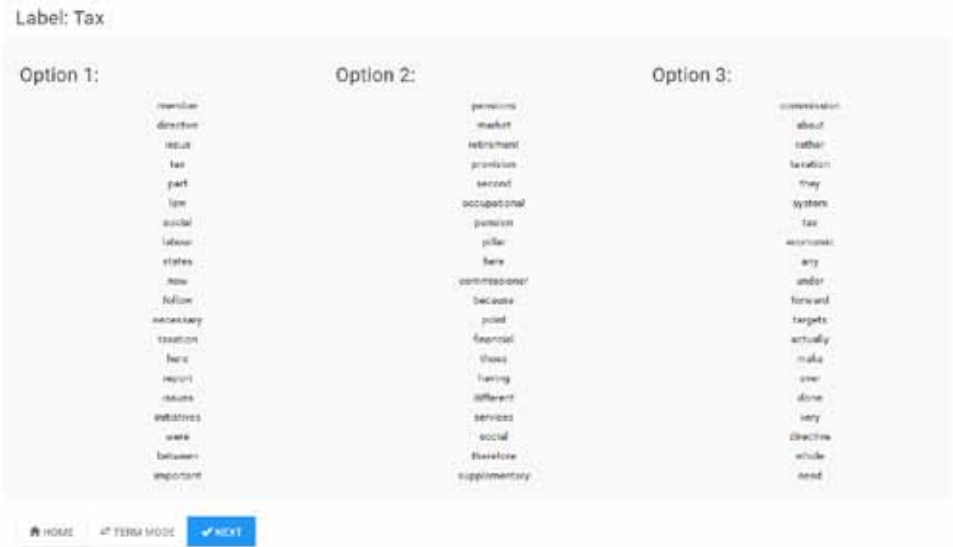 Label: Tax
Option 1:
member
directive
issue
tax
part
law
social
labour
states
now
follow
necessary
taxation
here
report
issues
initiatives
were
between
important
Option 2:
pensions
market
retirement
provision
second
occupational
pension
pillar
here
commissioner
because
point
financial
those
having
different
services
social
therefore
supplementary
Option 3:
commission
about
rather
taxation
they
system
tax
economic
any
under
forward
targets
actually
make
over
done
very
directive
whole
need
HOME
TERM MODE
NEXT